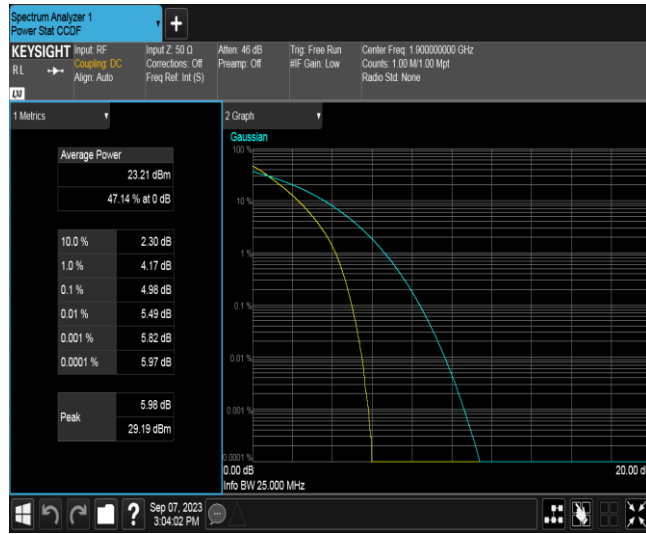 Spectrum Analyzer 1
Power Stat CCDF
+
KEYSIGHT
RL
LXI
Input: RF
Coupling: DC
Align: Auto
Input Z: 50 Ω
Corrections: Off
Freq Ref: Int (S)
Atten: 46 dB
Preamp: Off
Trig: Free Run
#IF Gain: Low
Center Freq: 1.900000000 GHz
Counts: 1.00 M/1.00 Mpt
Radio Std: None
1 Metrics
Average Power
23.21 dBm
47.14 % at 0 dB
10.0 % 2.30 dB
1.0 % 4.17 dB
0.1 % 4.98 dB
0.01 % 5.49 dB
0.001 % 5.82 dB
0.0001 % 5.97 dB
Peak
5.98 dB
29.19 dBm
2 Graph
Gaussian
100 %
10 %
1 %
0.1 %
0.01 %
0.001 %
0.0001 %
0.00 dB
20.00 d
Info BW 25.000 MHz
?
Sep 07, 2023
3:04:02 PM